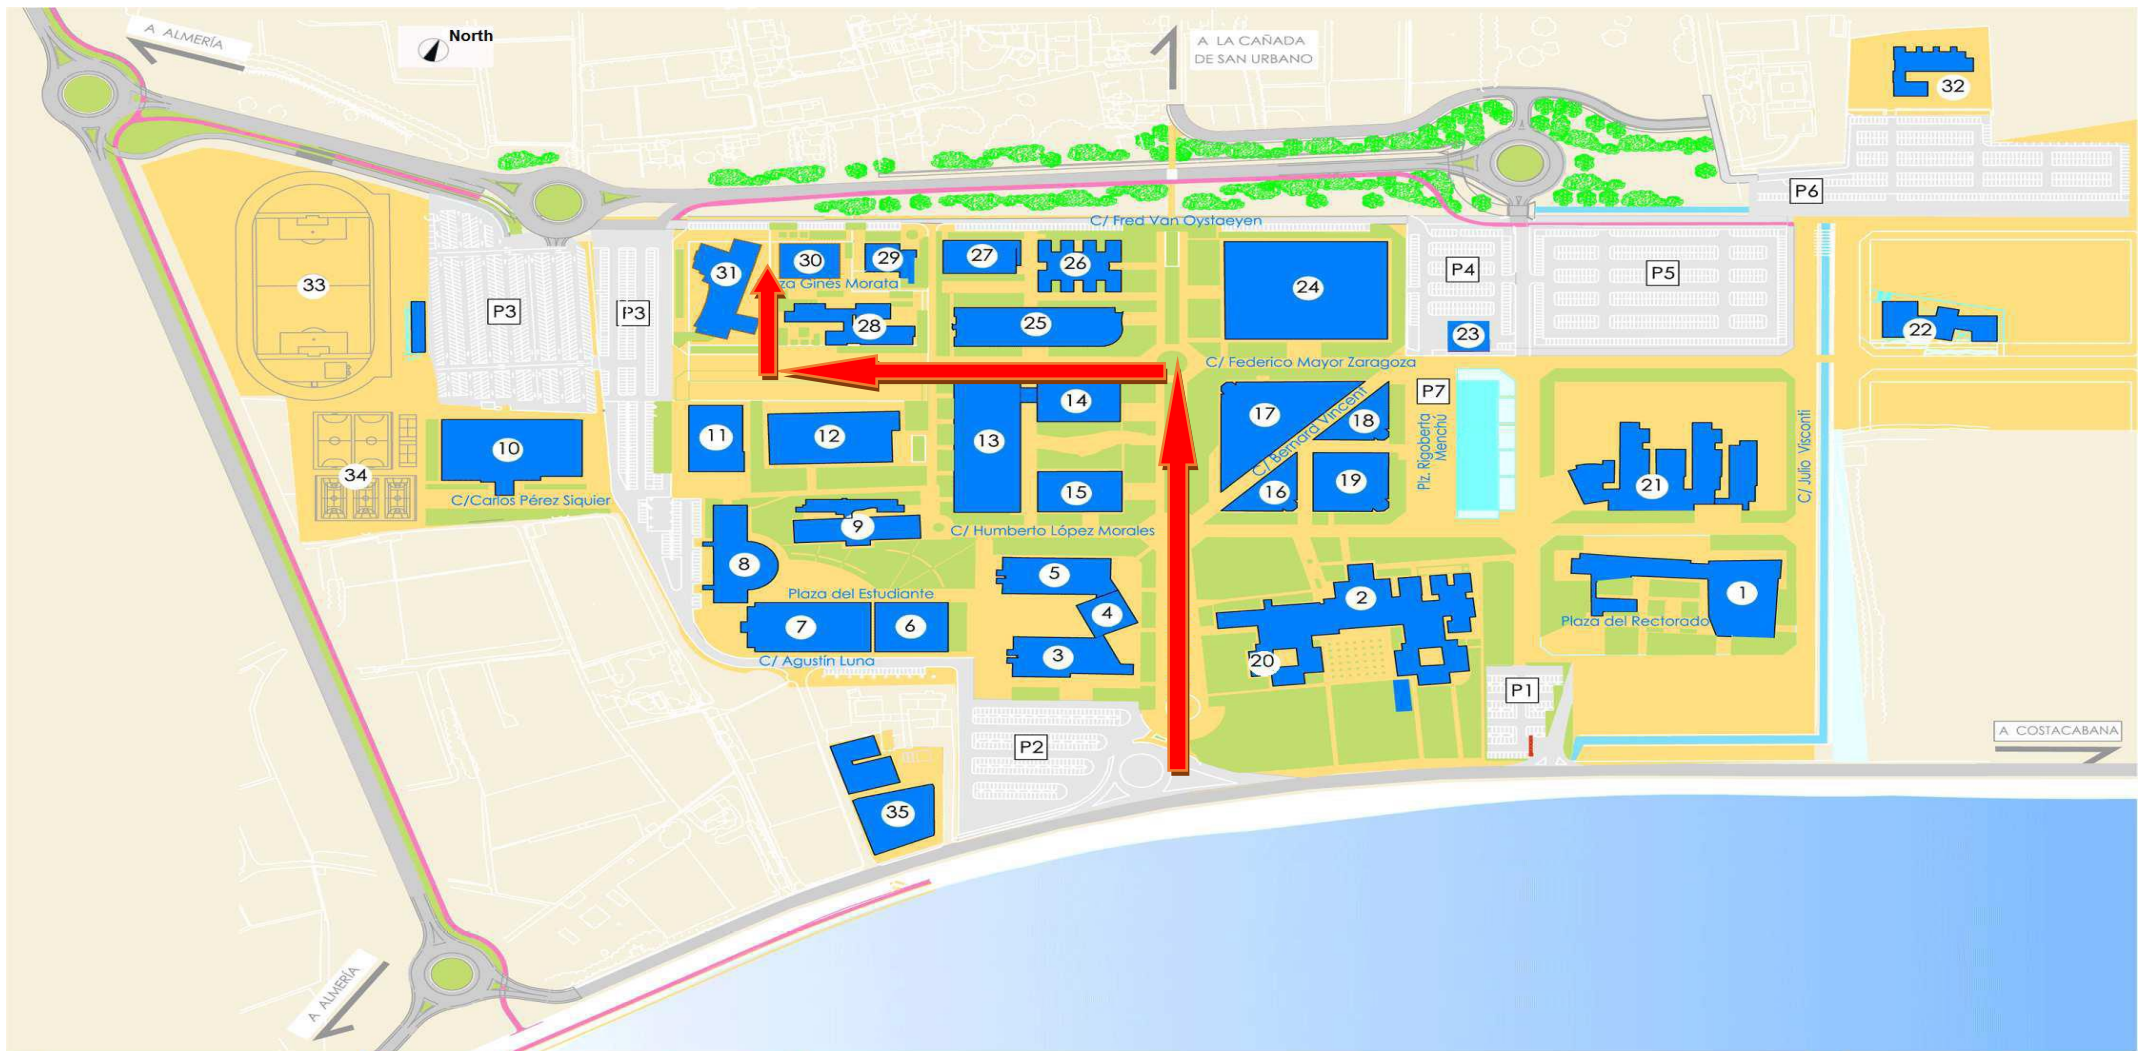 A ALMERÍA
North
A LA CAÑADA
DE SAN URBANO
32
P6
C/ Fred Van Oystaeyen
31
30
29
27
26
24
P4
P5
33
P3
P3
za Gines Morata
28
25
23
22
C/ Federico Mayor Zaragoza
P7
14
17
C/ Bernard Vincent
18
Plz. Rigoberta
Menchú
11
12
13
10
34
C/Carlos Pérez Siquier
15
16
19
21
C/ Julio Visconti
9
C/ Humberto López Morales
8
5
Plaza del Estudiante
4
2
1
7
6
Plaza del Rectorado
C/ Agustín Luna
3
20
P1
P2
A COSTACABANA
35
A ALMERÍA